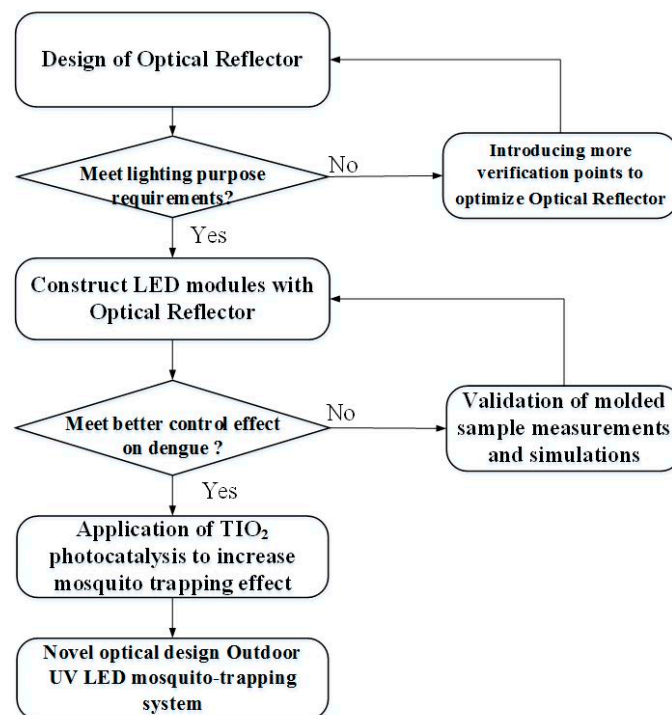 Design of Optical Reflector
Meet lighting purpose
requirements?
No
Introducing more
verification points to
optimize Optical Reflector
Yes
Construct LED modules with
Optical Reflector
Meet better control effect
on dengue ?
No
Validation of molded
sample measurements
and simulations
Yes
Application of TIO₂
photocatalysis to increase
mosquito trapping effect
Novel optical design Outdoor
UV LED mosquito-trapping
system